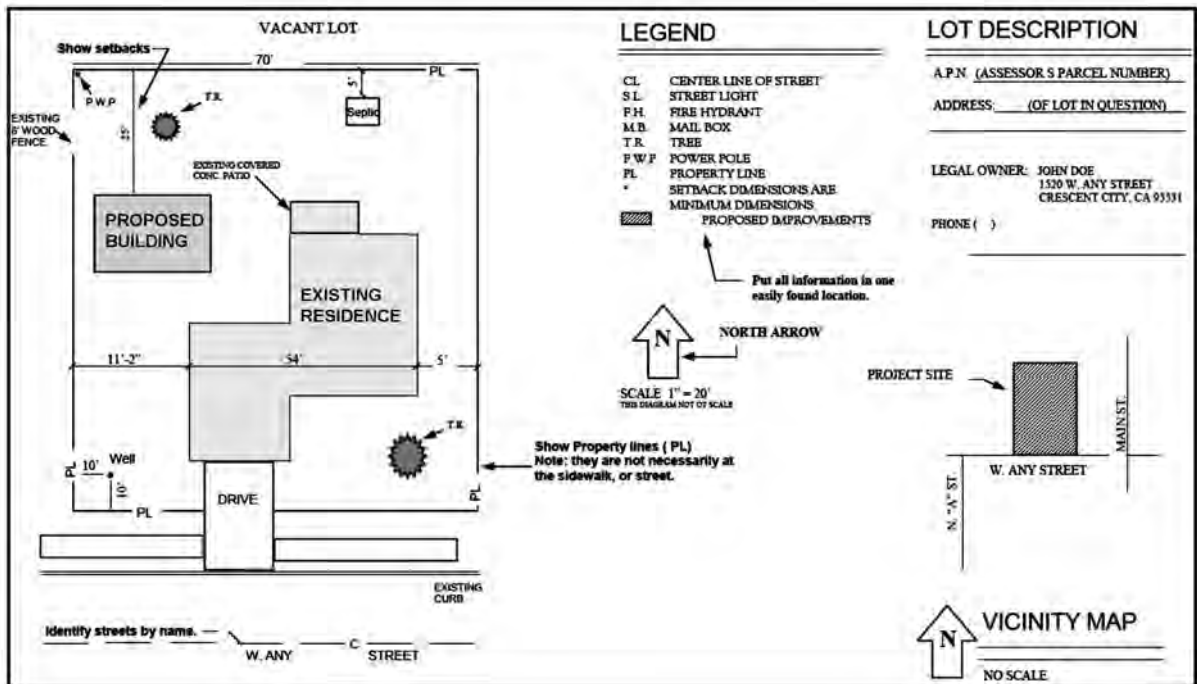 VACANT LOT
Show setbacks
70'
PL
P.W.P
T.R.
5'
Septic
EXISTING
6' WOOD
FENCE
25'
EXISTING COVERED
CONC. PATIO
PROPOSED
BUILDING
EXISTING
RESIDENCE
11'-2"
54'
5'
T.R.
PL
10'
Well
10'
PL
DRIVE
PL
Show Property lines ( PL)
Note: they are not necessarily at
the sidewalk, or street.
EXISTING
CURB
Identify streets by name.
W. ANY
C
STREET
LEGEND
CL CENTER LINE OF STREET
S L STREET LIGHT
F.H. FIRE HYDRANT
M.B. MAIL BOX
T.R. TREE
P W P POWER POLE
PL PROPERTY LINE
* SETBACK DIMENSIONS ARE
MINIMUM DIMENSIONS
PROPOSED IMPROVEMENTS
Put all information in one
easily found location.
N
NORTH ARROW
SCALE 1" = 20'
THIS DIAGRAM NOT OT SCALE
LOT DESCRIPTION
A.P.N. (ASSESSOR S PARCEL NUMBER)
ADDRESS: (OF LOT IN QUESTION)
LEGAL OWNER: JOHN DOE
1520 W. ANY STREET
CRESCENT CITY, CA 95531
PHONE ( )
PROJECT SITE
MAIN ST.
W. ANY STREET
N. "A" ST.
N
VICINITY MAP
NO SCALE